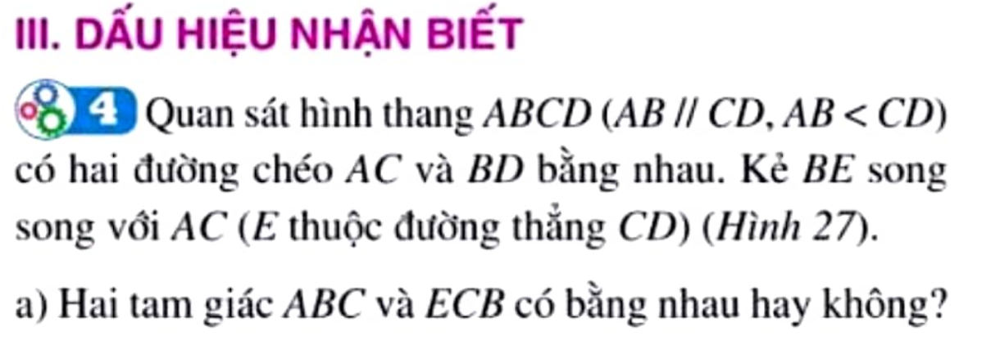 III. DẤU HIỆU NHẬN BIẾT
4 Quan sát hình thang ABCD (AB // CD, AB < CD)
có hai đường chéo AC và BD bằng nhau. Kẻ BE song
song với AC (E thuộc đường thẳng CD) (Hình 27).
a) Hai tam giác ABC và ECB có bằng nhau hay không?